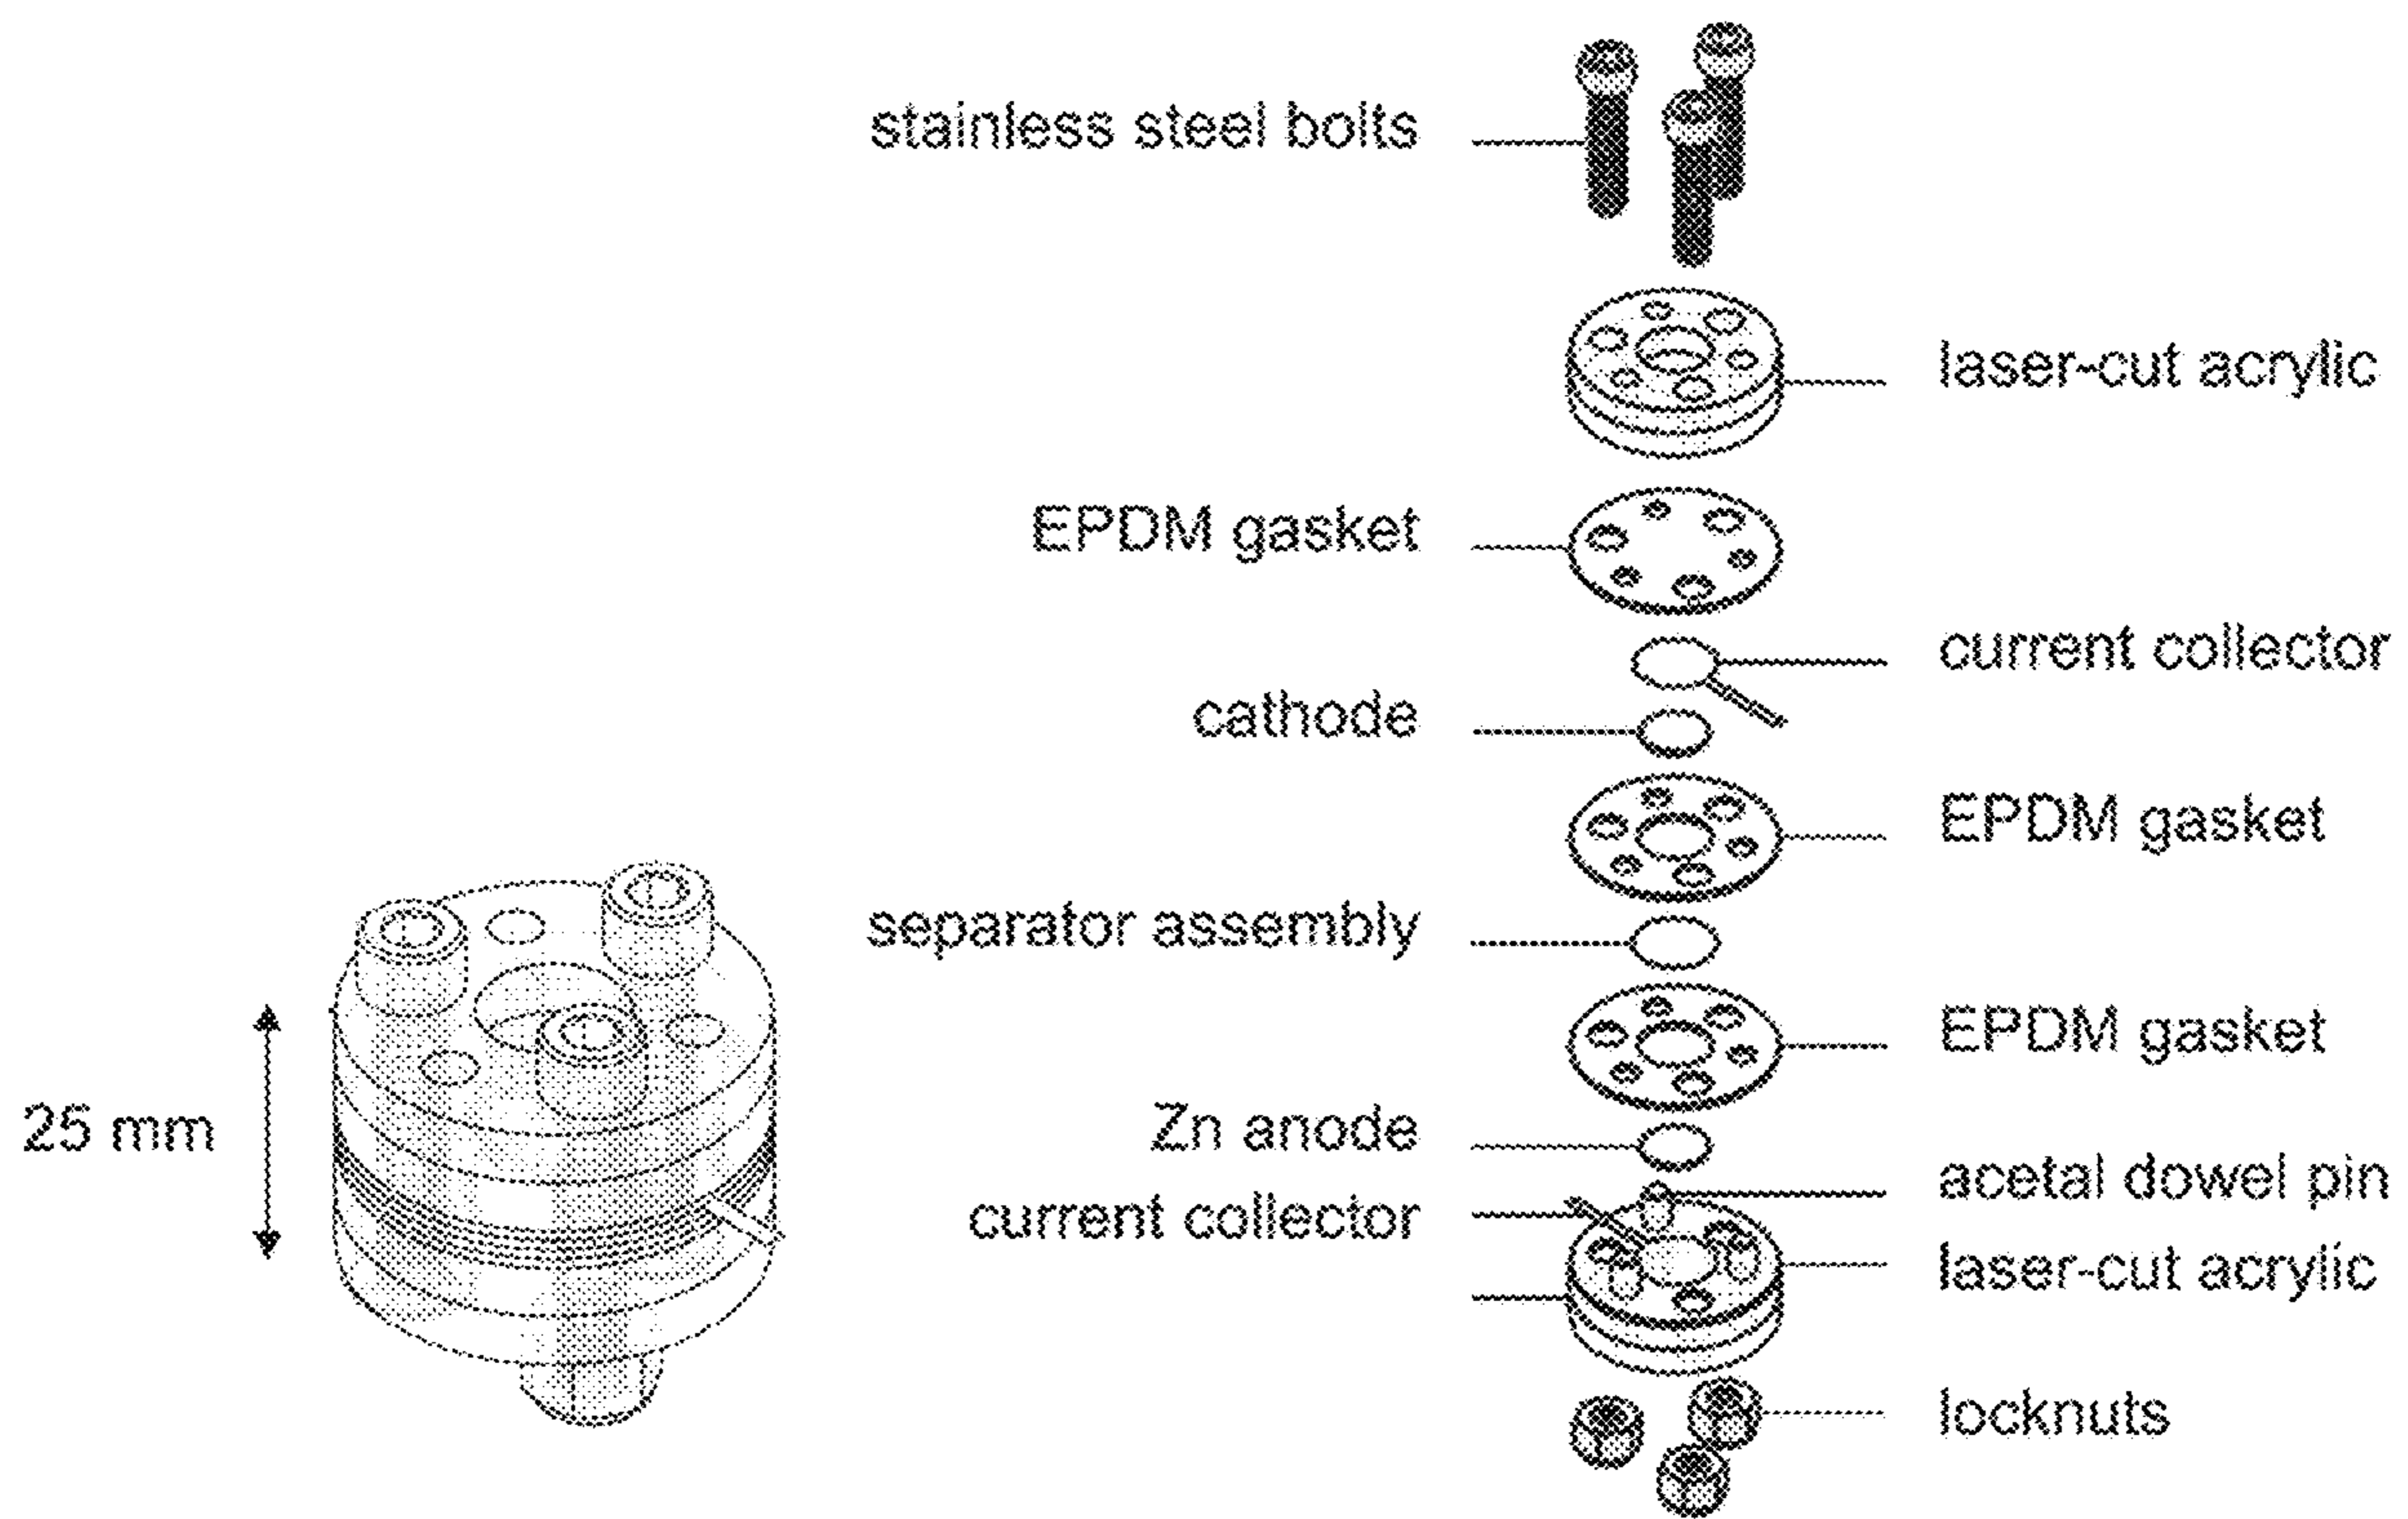 stainless steel bolts
laser-cut acrylic
EPDM gasket
current collector
cathode
EPDM gasket
separator assembly
EPDM gasket
25 mm
Zn anode
acetal dowel pin
current collector
laser-cut acrylic
locknuts